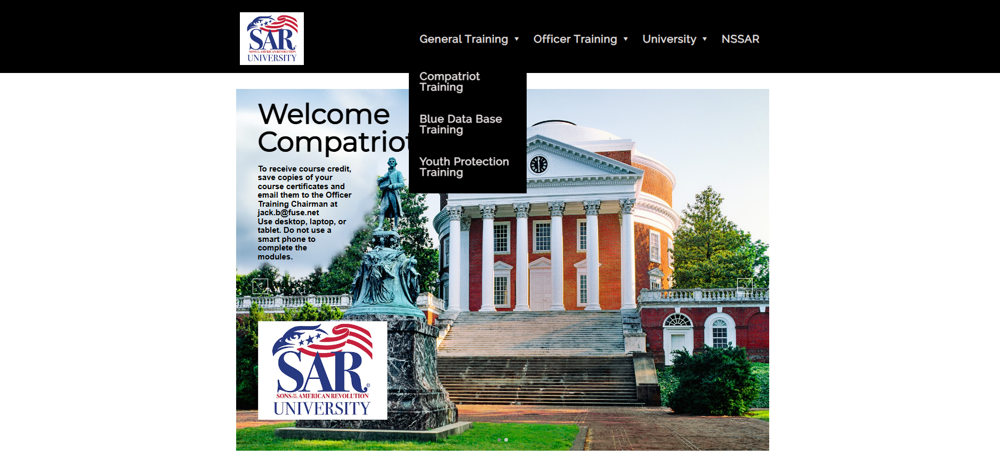 SAR
SONS OF THE AMERICAN REVOLUTION
UNIVERSITY
General Training
Officer Training
University
NSSAR
Compatriot
Training
Blue Data Base
Training
Youth Protection
Training
Welcome
Compatriot
To receive course credit,
save copies of your
course certificates and
email them to the Officer
Training Chairman at
jack.b@fuse.net
Use desktop, laptop, or
tablet. Do not use a
smart phone to
complete the
modules.
SAR©
SONS OF THE AMERICAN REVOLUTION
UNIVERSITY